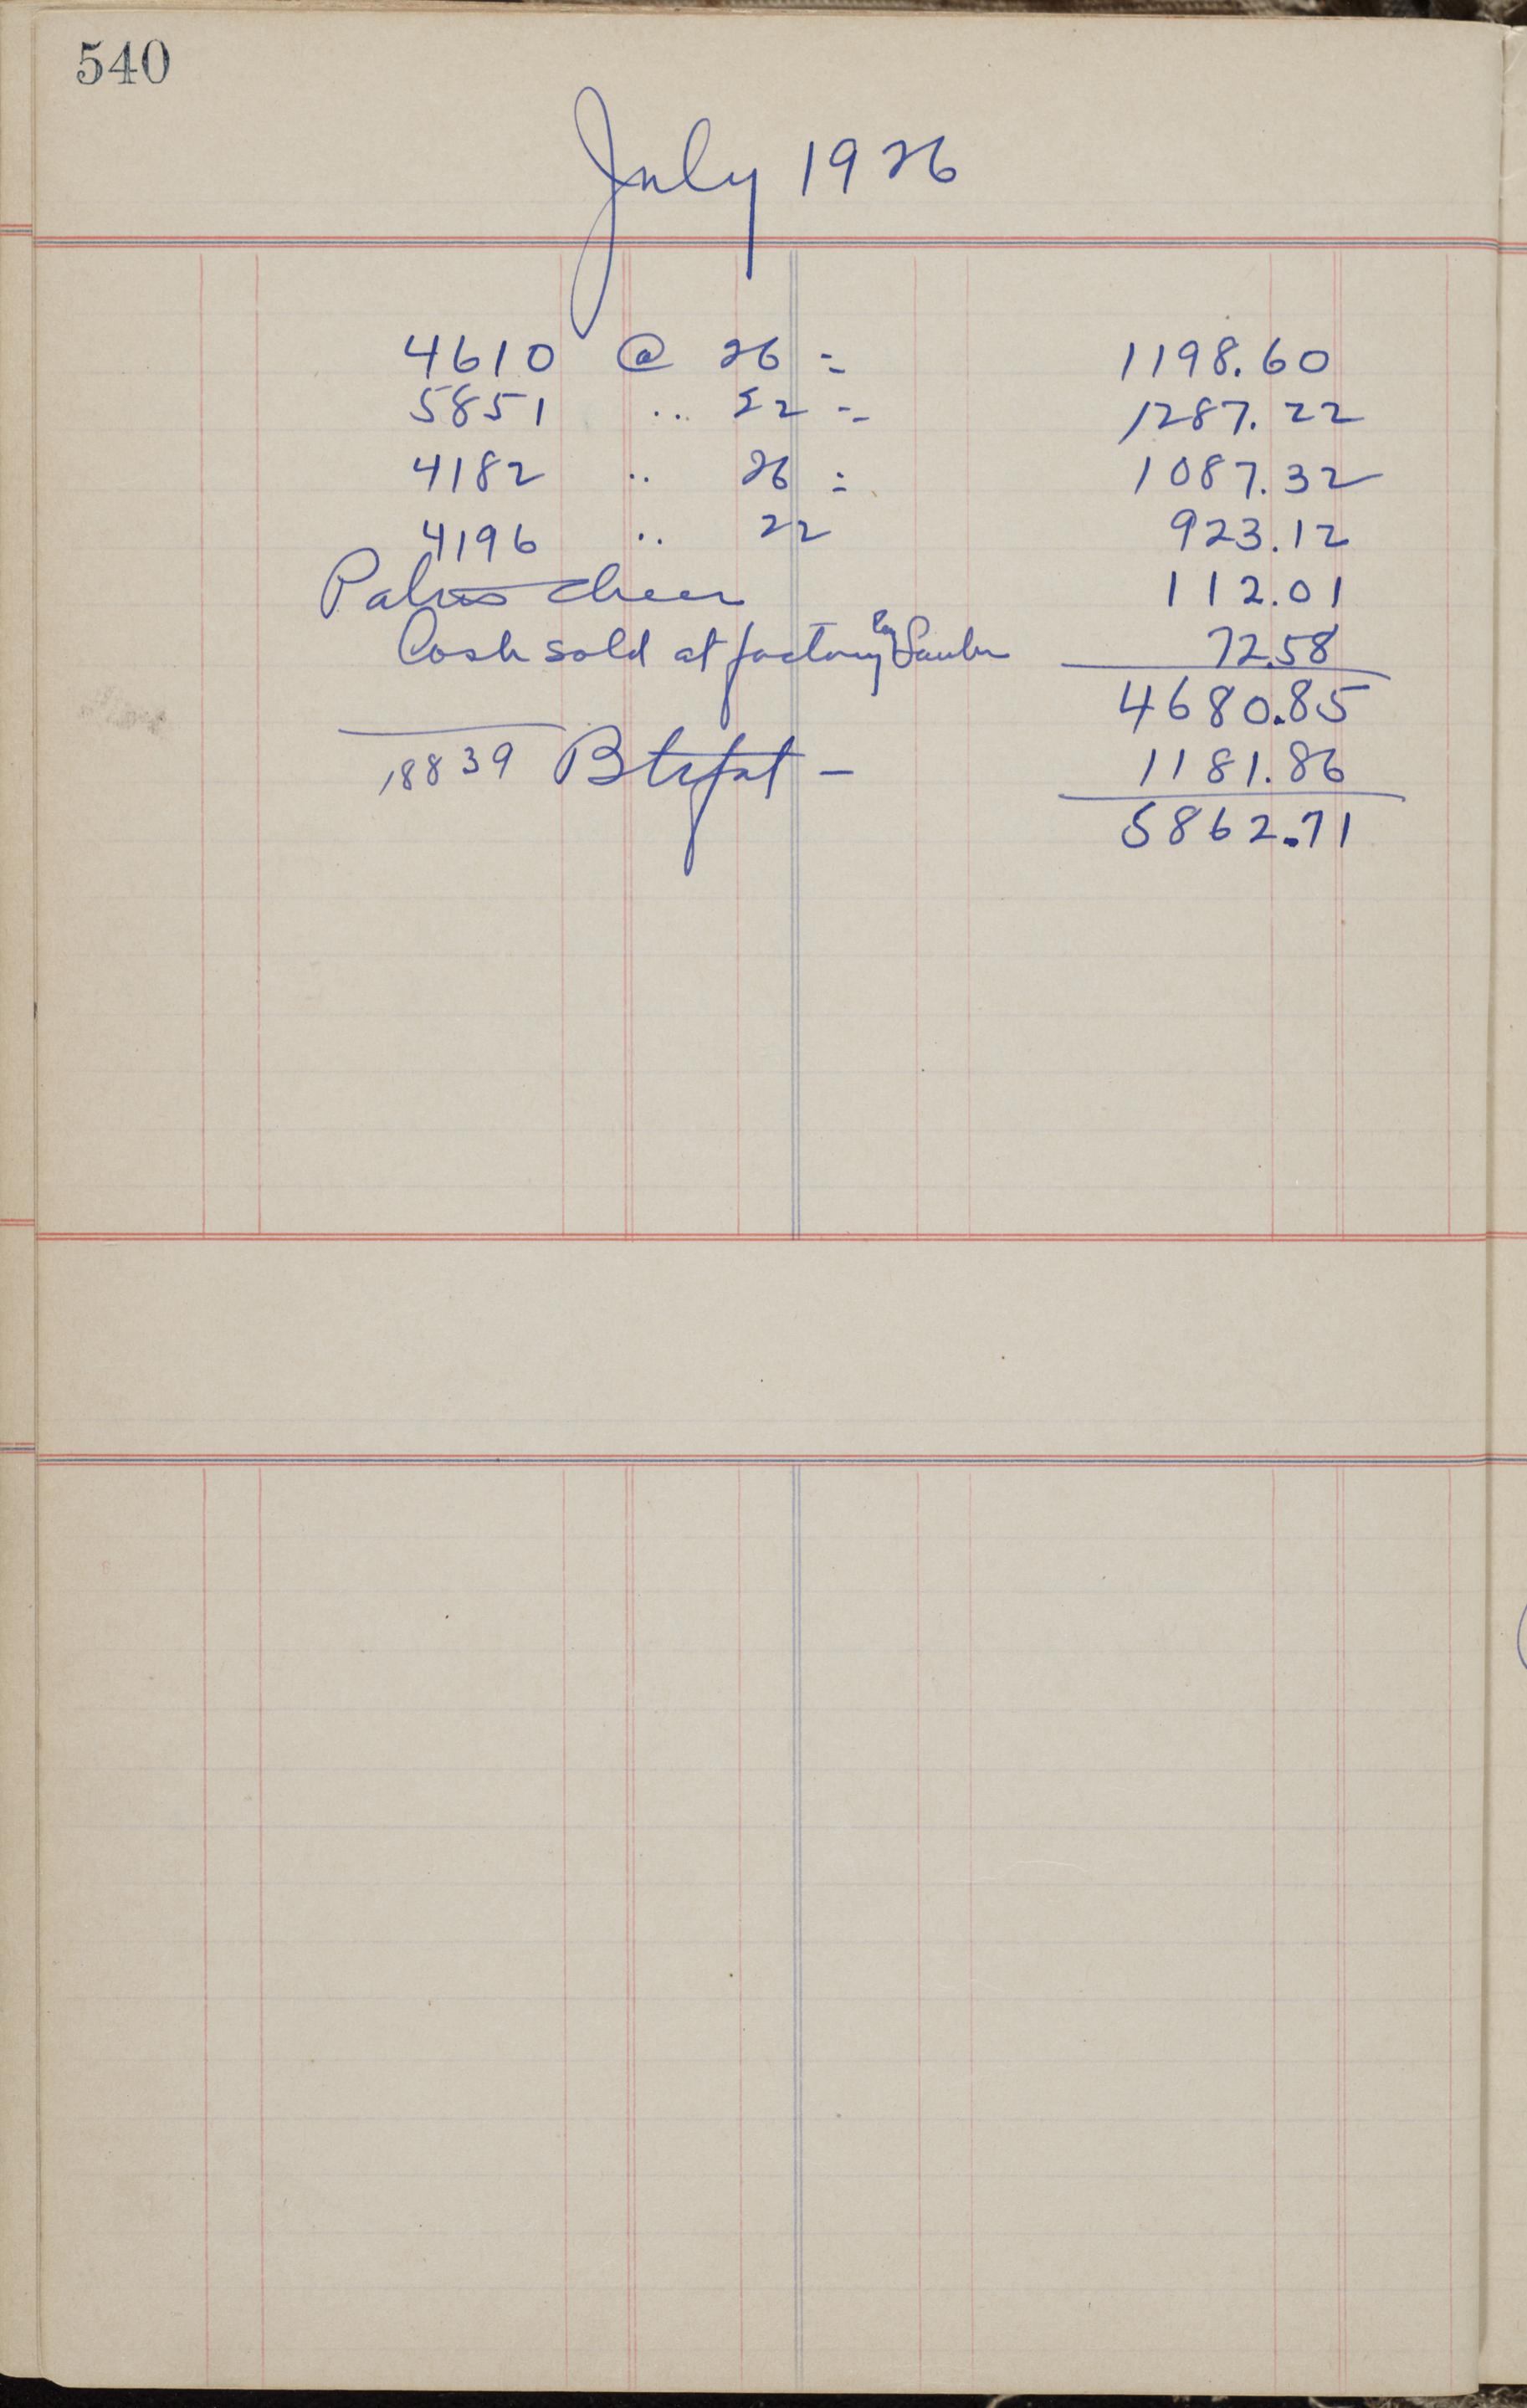 540
July 1926
4610 @ 26 = 1198.60
5851 .. 22 = 1287.22
4182 .. 26 = 1087.32
4196 .. 22 923.12
112.01
Cash sold at factory by 72.58
4680.85
18839 Btrfat - 1181.86
5862.71